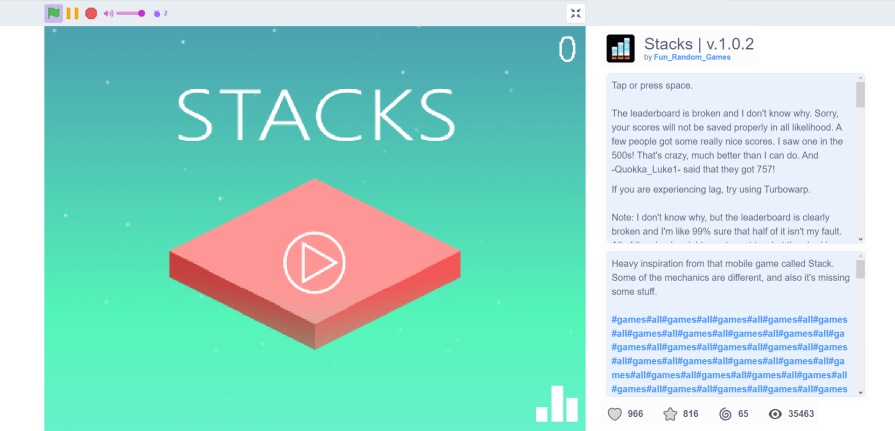 2
0
STACKS
Stacks | v.1.0.2
by Fun_Random_Games
Tap or press space.
The leaderboard is broken and I don't know why. Sorry,
your scores will not be saved properly in all likelihood. A
few people got some really nice scores. I saw one in the
500s! That's crazy, much better than I can do. And
-Quokka_Luke1- said that they got 757!
If you are experiencing lag, try using Turbowarp.
Note: I don't know why, but the leaderboard is clearly
broken and I'm like 99% sure that half of it isn't my fault.
Heavy inspiration from that mobile game called Stack.
Some of the mechanics are different, and also it's missing
some stuff.
#games#all#games#all#games#all#games#all#games
#all#games#all#games#all#games#all#games#all#ga
#games#all#games#all#games#all#games#all#games
#all#games#all#games#all#games#all#games#all#ga
mes#all#games#all#games#all#games#all#games#all
#games#all#games#all#games#all#games#all#games
966
816
65
35463